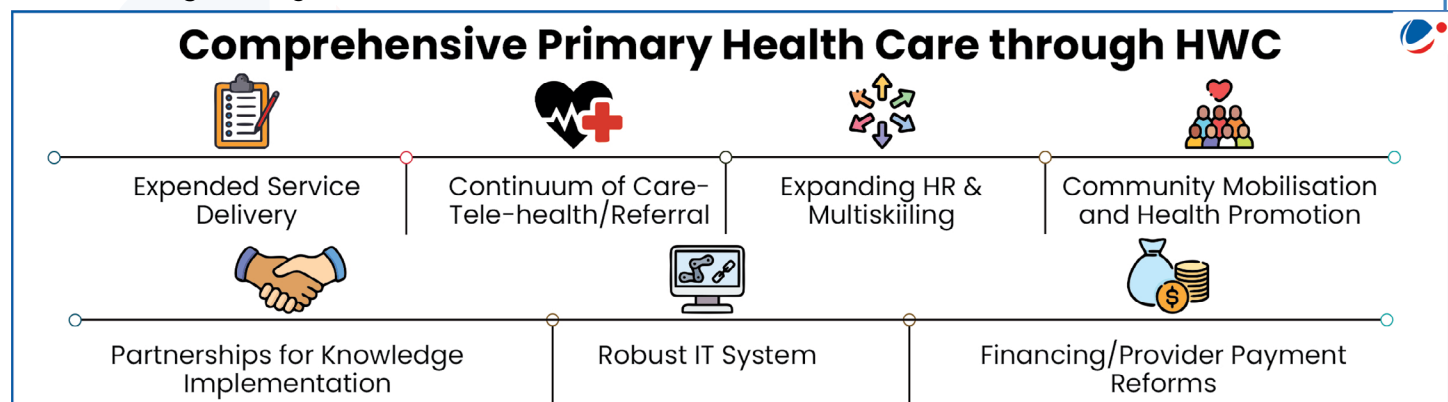 Comprehensive Primary Health Care through HWC
Expended Service
Delivery
Continuum of Care-
Tele-health/Referral
Expanding HR &
Multiskiiling
Community Mobilisation
and Health Promotion
Partnerships for Knowledge
Implementation
Robust IT System
Financing/Provider Payment
Reforms